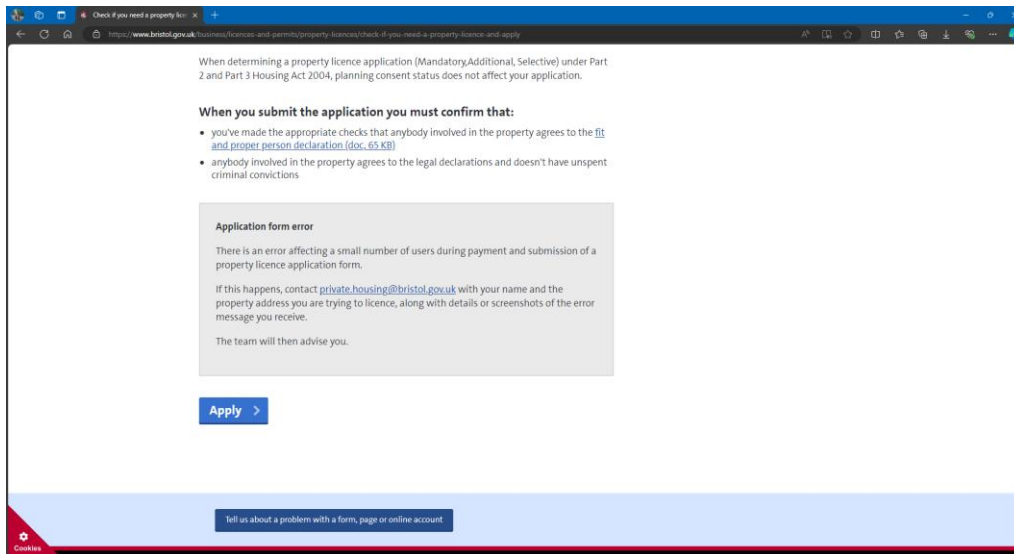 Check if you need a property licen
https://www.bristol.gov.uk/business/licences-and-permits/property-licences/check-if-you-need-a-property-licence-and-apply
When determining a property licence application (Mandatory,Additional, Selective) under Part
2 and Part 3 Housing Act 2004, planning consent status does not affect your application.
When you submit the application you must confirm that:
• you've made the appropriate checks that anybody involved in the property agrees to the fit
and proper person declaration (doc, 65 KB)
• anybody involved in the property agrees to the legal declarations and doesn't have unspent
criminal convictions
Application form error
There is an error affecting a small number of users during payment and submission of a
property licence application form.
If this happens, contact private.housing@bristol.gov.uk with your name and the
property address you are trying to licence, along with details or screenshots of the error
message you receive.
The team will then advise you.
Apply
Tell us about a problem with a form, page or online account
Cookies